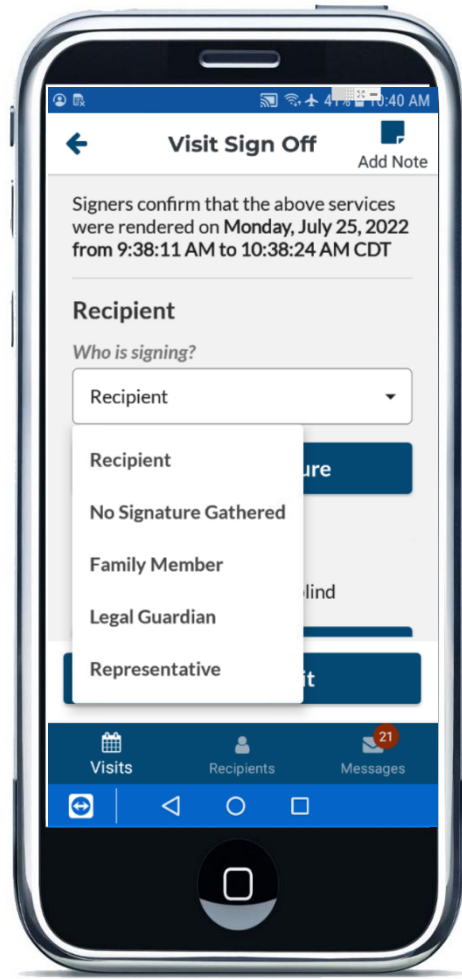 10:40 AM
Visit Sign Off
Add Note
Signers confirm that the above services
were rendered on Monday, July 25, 2022
from 9:38:11 AM to 10:38:24 AM CDT
Recipient
Who is signing?
Recipient
Recipient
No Signature Gathered
Family Member
Legal Guardian
Representative
21
Visits
Recipients
Messages